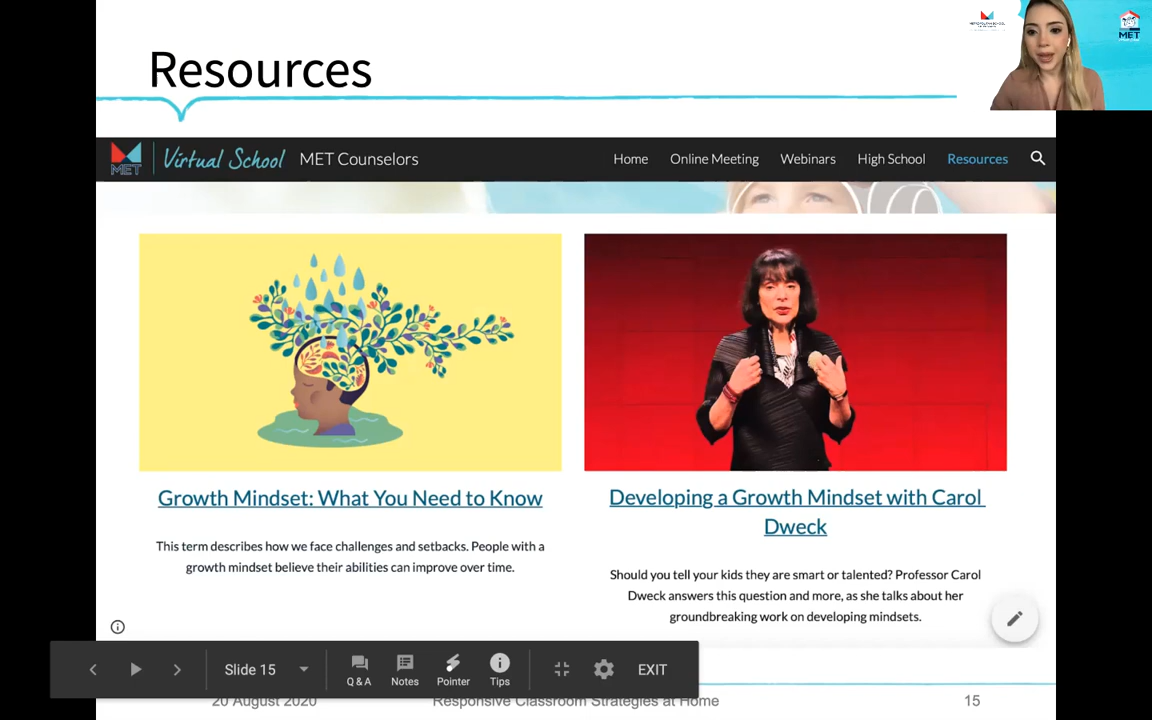 Resources
MET
MET
Virtual School
MET Counselors
Home
Online Meeting
Webinars
High School
Resources
Growth Mindset: What You Need to Know
This term describes how we face challenges and setbacks. People with a
growth mindset believe their abilities can improve over time.
Developing a Growth Mindset with Carol
Dweck
Should you tell your kids they are smart or talented? Professor Carol
Dweck answers this question and more, as she talks about her
groundbreaking work on developing mindsets.
Slide 15
Q & A
Notes
Pointer
Tips
EXIT
20 August 2020
Responsive Classroom Strategies at Home
15